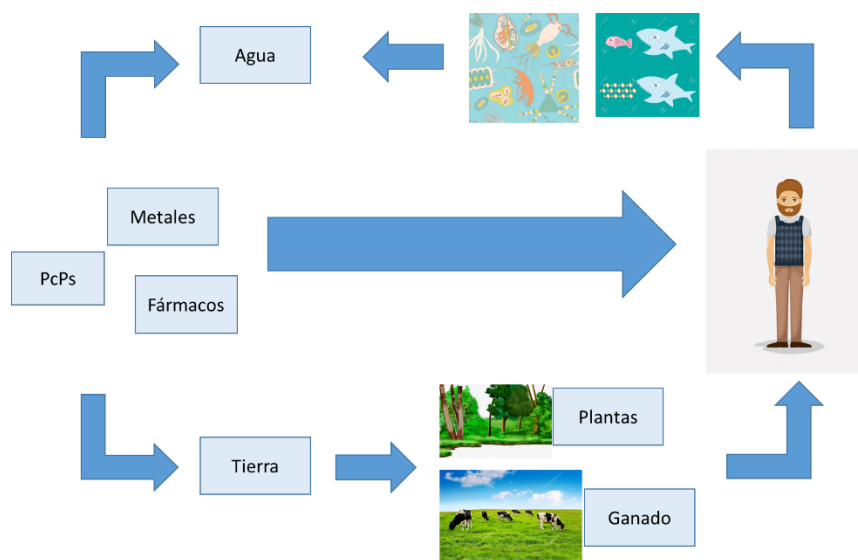 Agua
Metales
PcPs
Fármacos
Plantas
Tierra
Ganado